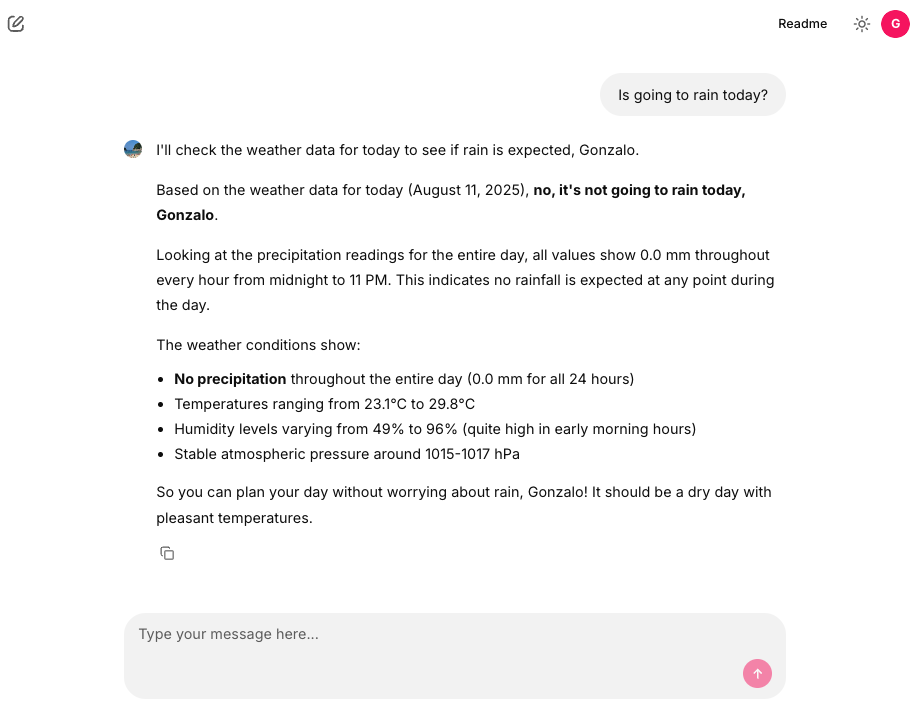 Readme
G
Is going to rain today?
I'll check the weather data for today to see if rain is expected, Gonzalo.
Based on the weather data for today (August 11, 2025), no, it's not going to rain today,
Gonzalo.
Looking at the precipitation readings for the entire day, all values show 0.0 mm throughout
every hour from midnight to 11 PM. This indicates no rainfall is expected at any point during
the day.
The weather conditions show:
• No precipitation throughout the entire day (0.0 mm for all 24 hours)
• Temperatures ranging from 23.1°C to 29.8°C
• Humidity levels varying from 49% to 96% (quite high in early morning hours)
• Stable atmospheric pressure around 1015-1017 hPa
So you can plan your day without worrying about rain, Gonzalo! It should be a dry day with
pleasant temperatures.
Type your message here...